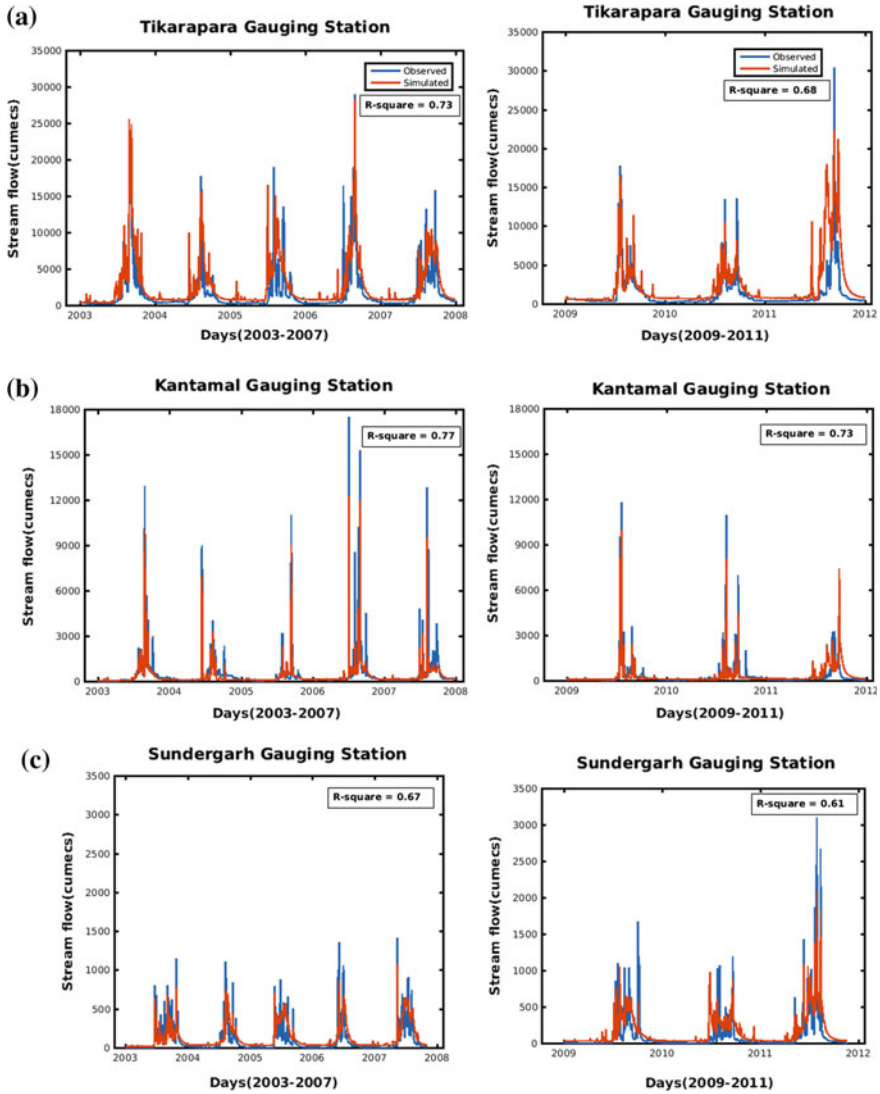 (a)
Tikarapara Gauging Station
35000
30000
25000
20000
15000
10000
5000
0
Stream flow(cumecs)
Observed
Simulated
R-square = 0.73
2003
2004
2005
2006
2007
2008
Days(2003-2007)
Tikarapara Gauging Station
35000
30000
25000
20000
15000
10000
5000
0
Stream flow(cumecs)
Observed
Simulated
R-square = 0.68
2009
2010
2011
2012
Days(2009-2011)
(b)
Kantamal Gauging Station
18000
15000
12000
9000
6000
3000
0
Stream flow(cumecs)
R-square = 0.77
2003
2004
2005
2006
2007
2008
Days(2003-2007)
Kantamal Gauging Station
18000
15000
12000
9000
6000
3000
0
Stream flow(cumecs)
R-square = 0.73
2009
2010
2011
2012
Days(2009-2011)
(c)
Sundergarh Gauging Station
3500
3000
2500
2000
1500
1000
500
0
Stream flow(cumecs)
R-square = 0.67
2003
2004
2005
2006
2007
2008
Days(2003-2007)
Sundergarh Gauging Station
3500
3000
2500
2000
1500
1000
500
0
Stream flow(cumecs)
R-square = 0.61
2009
2010
2011
2012
Days(2009-2011)